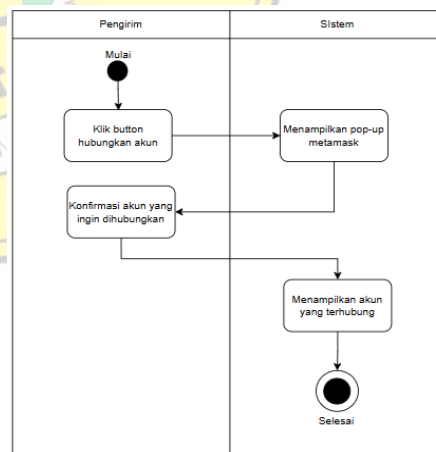 Pengirim
SIstem
Mulai
Klik button
hubungkan akun
Menampilkan pop-up
metamask
Konfirmasi akun yang
ingin dihubungkan
Menampilkan akun
yang terhubung
Selesai